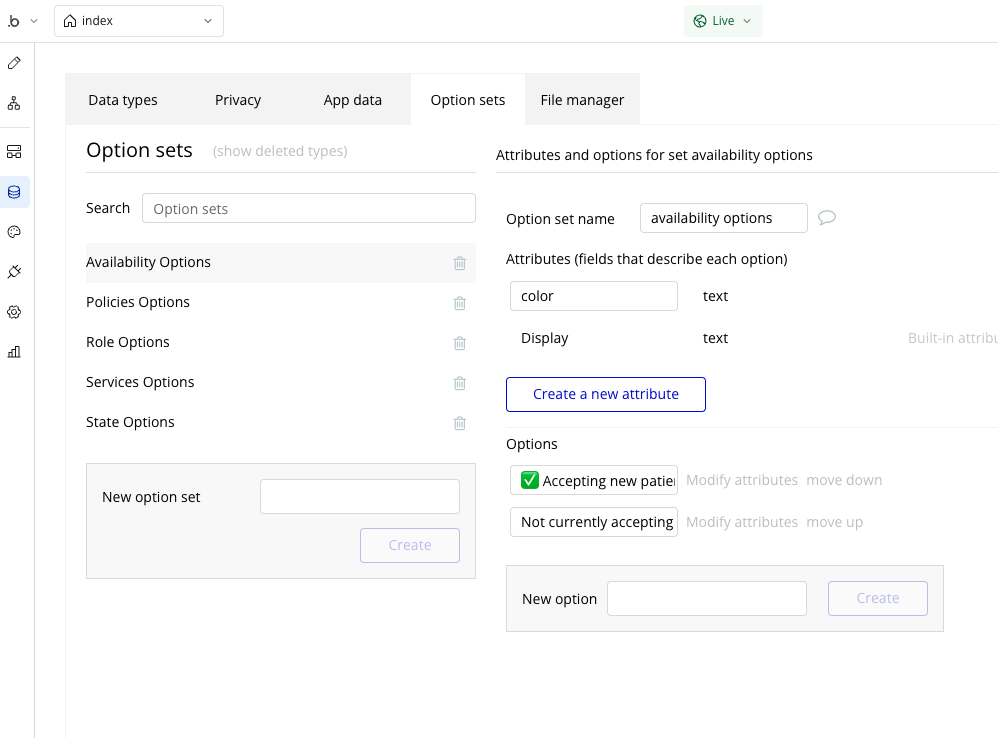 .b
index
Live
Data types
Privacy
App data
Option sets
File manager
Option sets
(show deleted types)
Search
Option sets
Availability Options
Policies Options
Role Options
Services Options
State Options
New option set
Create
Attributes and options for set availability options
Option set name
availability options
Attributes (fields that describe each option)
color
text
Display
text
Built-in attribu
Create a new attribute
Options
✅ Accepting new patie
Modify attributes
move down
Not currently accepting
Modify attributes
move up
New option
Create